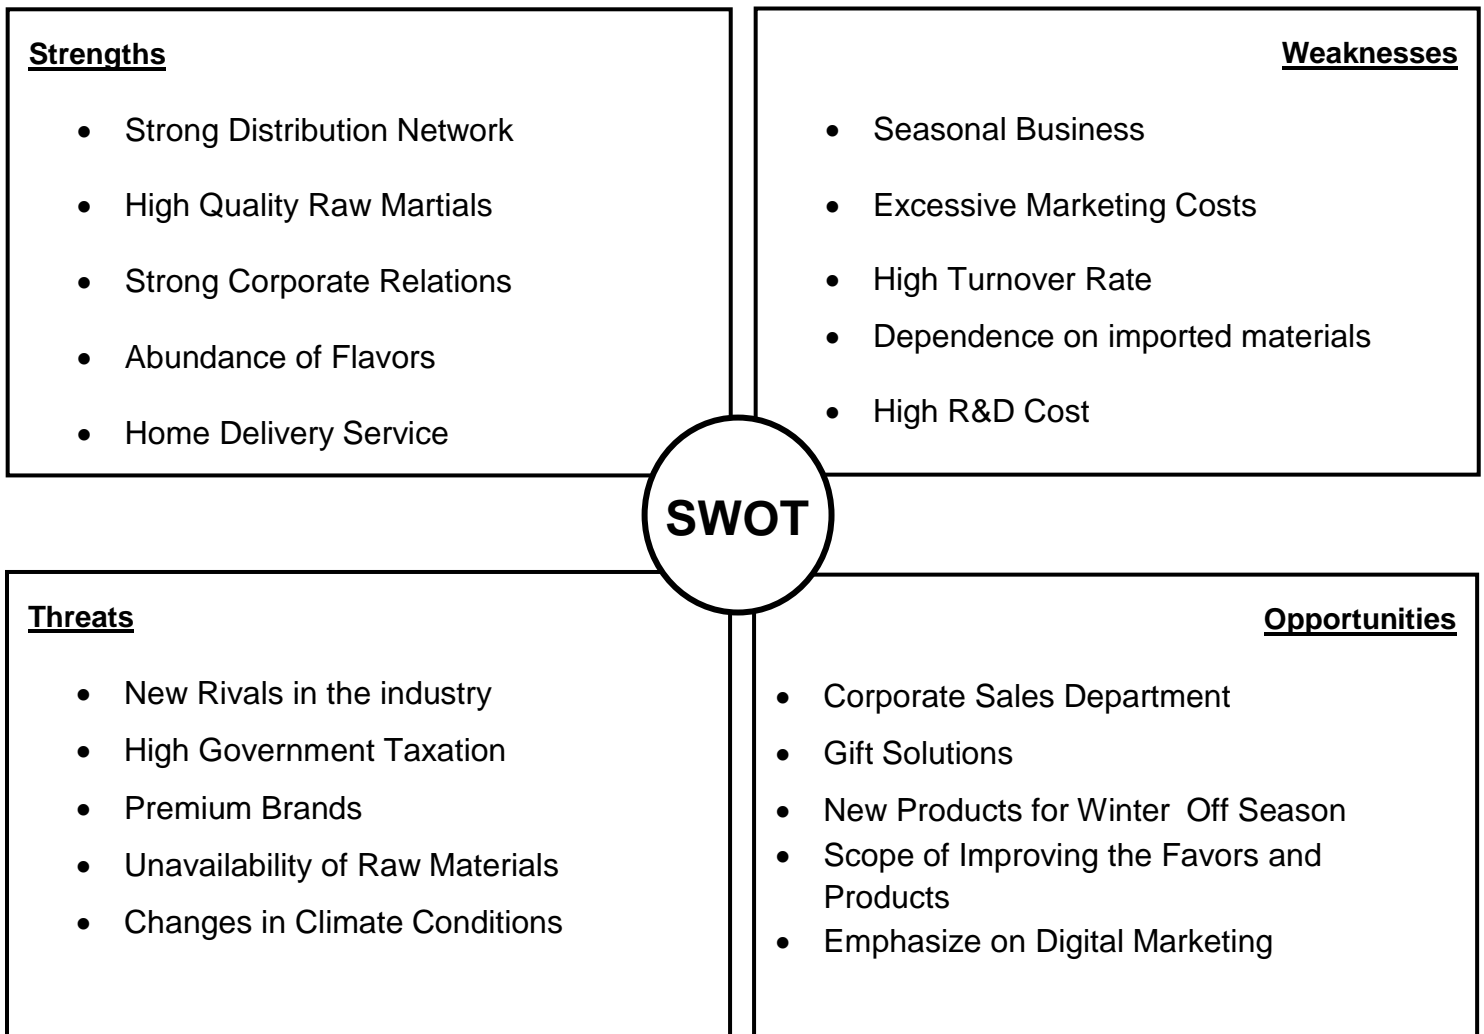 Strengths
• Strong Distribution Network
• High Quality Raw Martials
• Strong Corporate Relations
• Abundance of Flavors
• Home Delivery Service
Weaknesses
• Seasonal Business
• Excessive Marketing Costs
• High Turnover Rate
• Dependence on imported materials
• High R&D Cost
SWOT
Threats
• New Rivals in the industry
• High Government Taxation
• Premium Brands
• Unavailability of Raw Materials
• Changes in Climate Conditions
Opportunities
• Corporate Sales Department
• Gift Solutions
• New Products for Winter  Off Season
• Scope of Improving the Favors and
Products
• Emphasize on Digital Marketing